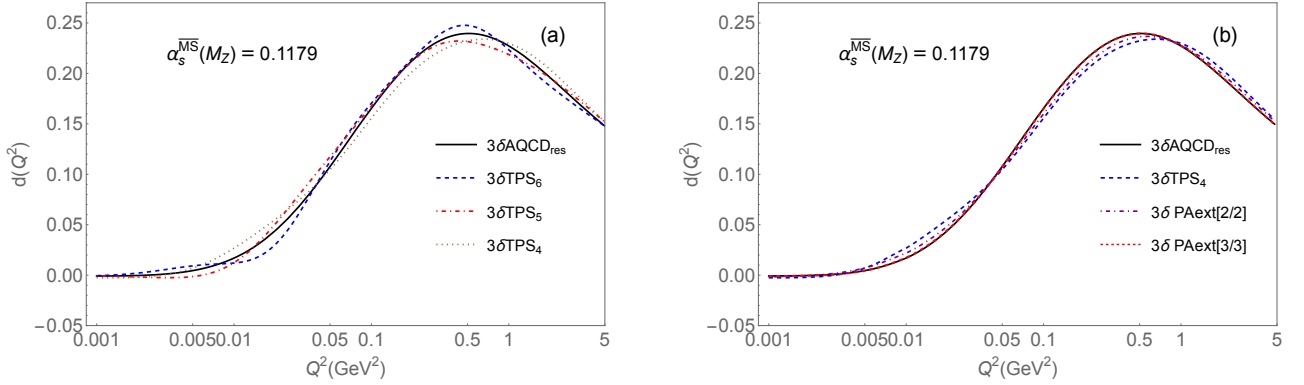 0.25
0.20
0.15
0.10
0.05
0.00
-0.05
d(Q²)
(a)
α_s^{\overline{MS}}(M_Z) = 0.1179
3δAQCD_res
3δTPS_6
3δTPS_5
3δTPS_4
0.001
0.005
0.01
0.05
0.1
0.5
1
5
Q²(GeV²)
0.25
0.20
0.15
0.10
0.05
0.00
-0.05
d(Q²)
(b)
α_s^{\overline{MS}}(M_Z) = 0.1179
3δAQCD_res
3δTPS_4
3δ PAext[2/2]
3δ PAext[3/3]
0.001
0.005
0.01
0.05
0.1
0.5
1
5
Q²(GeV²)